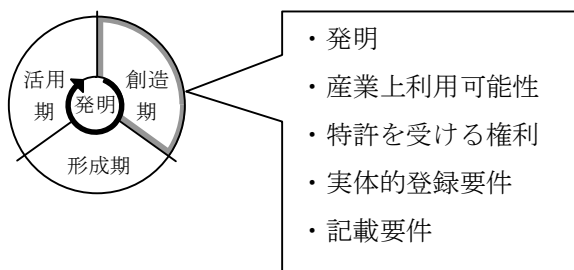 活用
期
発明
創造
期
形成期
・発明
・産業上利用可能性
・特許を受ける権利
・実体的登録要件
・記載要件